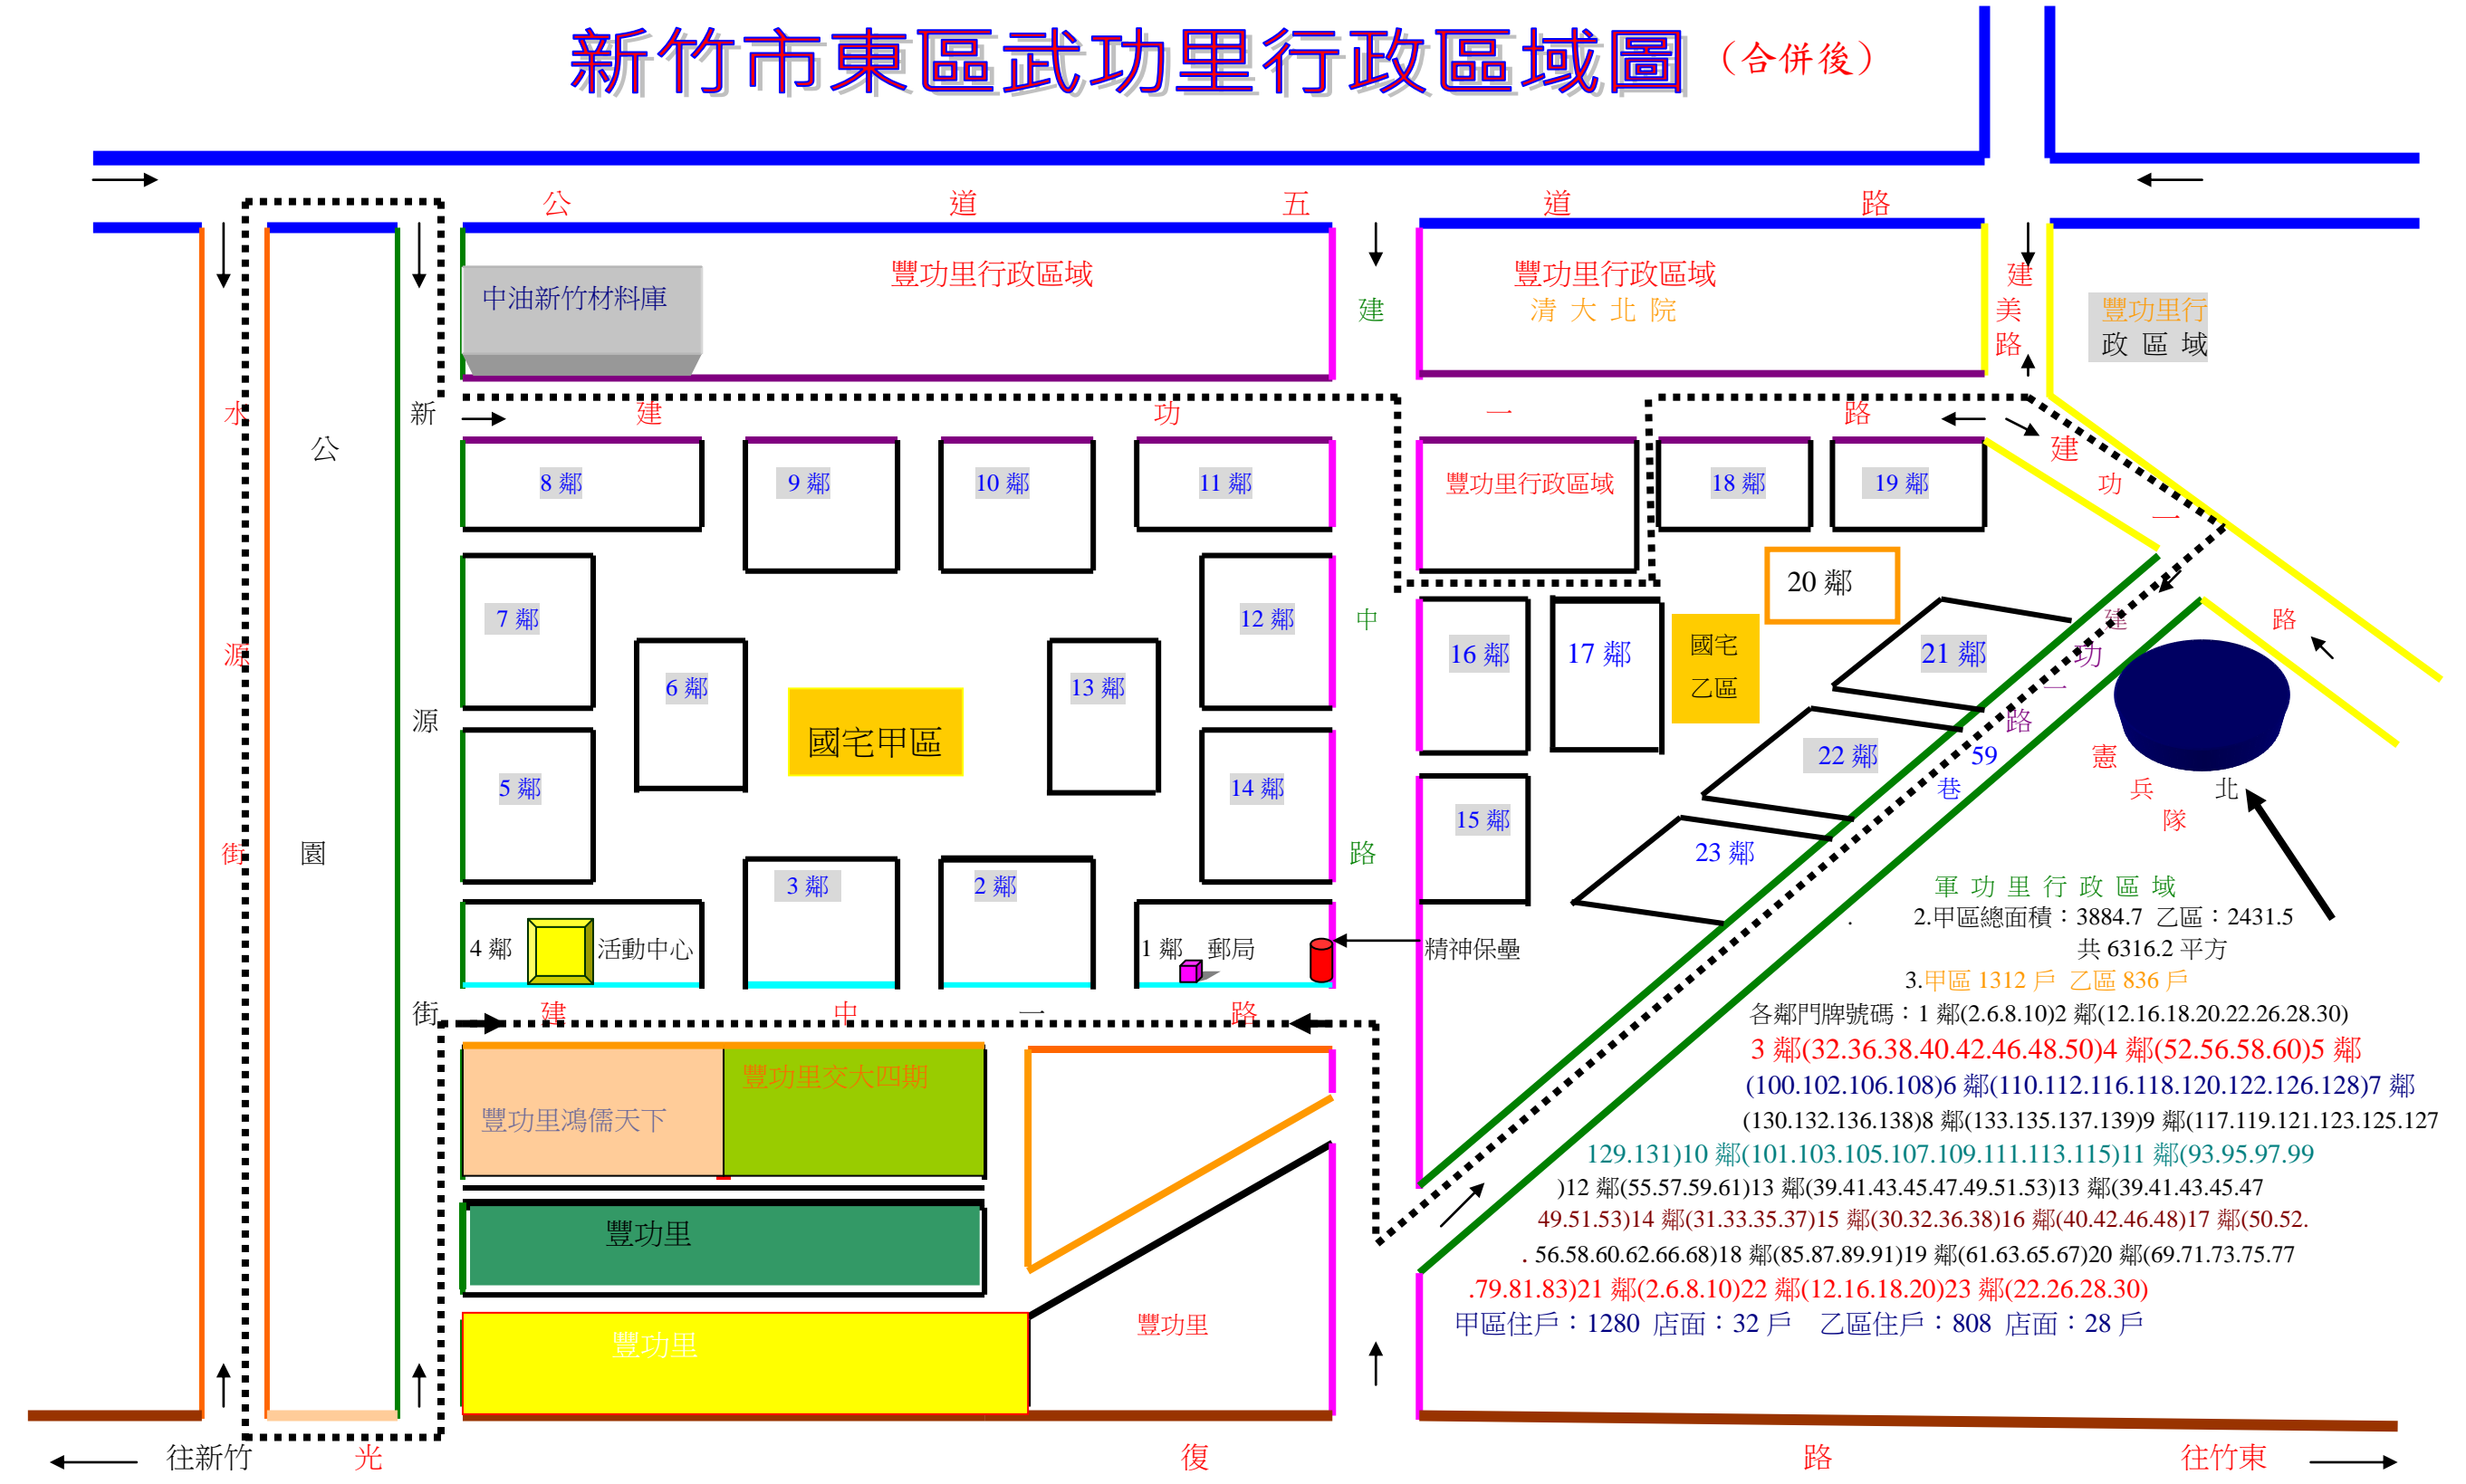 新竹市東區武功里行政區域圖(合併後)
公 道 五 道 路
豐功里行政區域
豐功里行政區域
清 大 北 院
中油新竹材料庫
建
美
路
豐功里行
政 區 域
水 源 街
公 園
新 源 街
建 功 一 路
建 中 路
建 功 一 路
8 鄰
9 鄰
10 鄰
11 鄰
豐功里行政區域
18 鄰
19 鄰
7 鄰
12 鄰
20 鄰
6 鄰
13 鄰
16 鄰
17 鄰
國宅
乙區
21 鄰
國宅甲區
5 鄰
14 鄰
15 鄰
22 鄰
23 鄰
建 功 一 路
59
巷
憲
兵
隊
北
3 鄰
2 鄰
4 鄰
活動中心
1 鄰
郵局
精神保壘
建 中 一 路
豐功里鴻儒天下
豐功里交大四期
豐功里
豐功里
豐功里
軍 功 里 行 政 區 域
. 2.甲區總面積：3884.7 乙區：2431.5
共 6316.2 平方
3.甲區 1312 戶 乙區 836 戶
各鄰門牌號碼：1 鄰(2.6.8.10)2 鄰(12.16.18.20.22.26.28.30)
3 鄰(32.36.38.40.42.46.48.50)4 鄰(52.56.58.60)5 鄰
(100.102.106.108)6 鄰(110.112.116.118.120.122.126.128)7 鄰
(130.132.136.138)8 鄰(133.135.137.139)9 鄰(117.119.121.123.125.127
129.131)10 鄰(101.103.105.107.109.111.113.115)11 鄰(93.95.97.99
)12 鄰(55.57.59.61)13 鄰(39.41.43.45.47.49.51.53)13 鄰(39.41.43.45.47
49.51.53)14 鄰(31.33.35.37)15 鄰(30.32.36.38)16 鄰(40.42.46.48)17 鄰(50.52.
. 56.58.60.62.66.68)18 鄰(85.87.89.91)19 鄰(61.63.65.67)20 鄰(69.71.73.75.77
.79.81.83)21 鄰(2.6.8.10)22 鄰(12.16.18.20)23 鄰(22.26.28.30)
甲區住戶：1280 店面：32 戶 乙區住戶：808 店面：28 戶
往新竹
光 復 路
往竹東